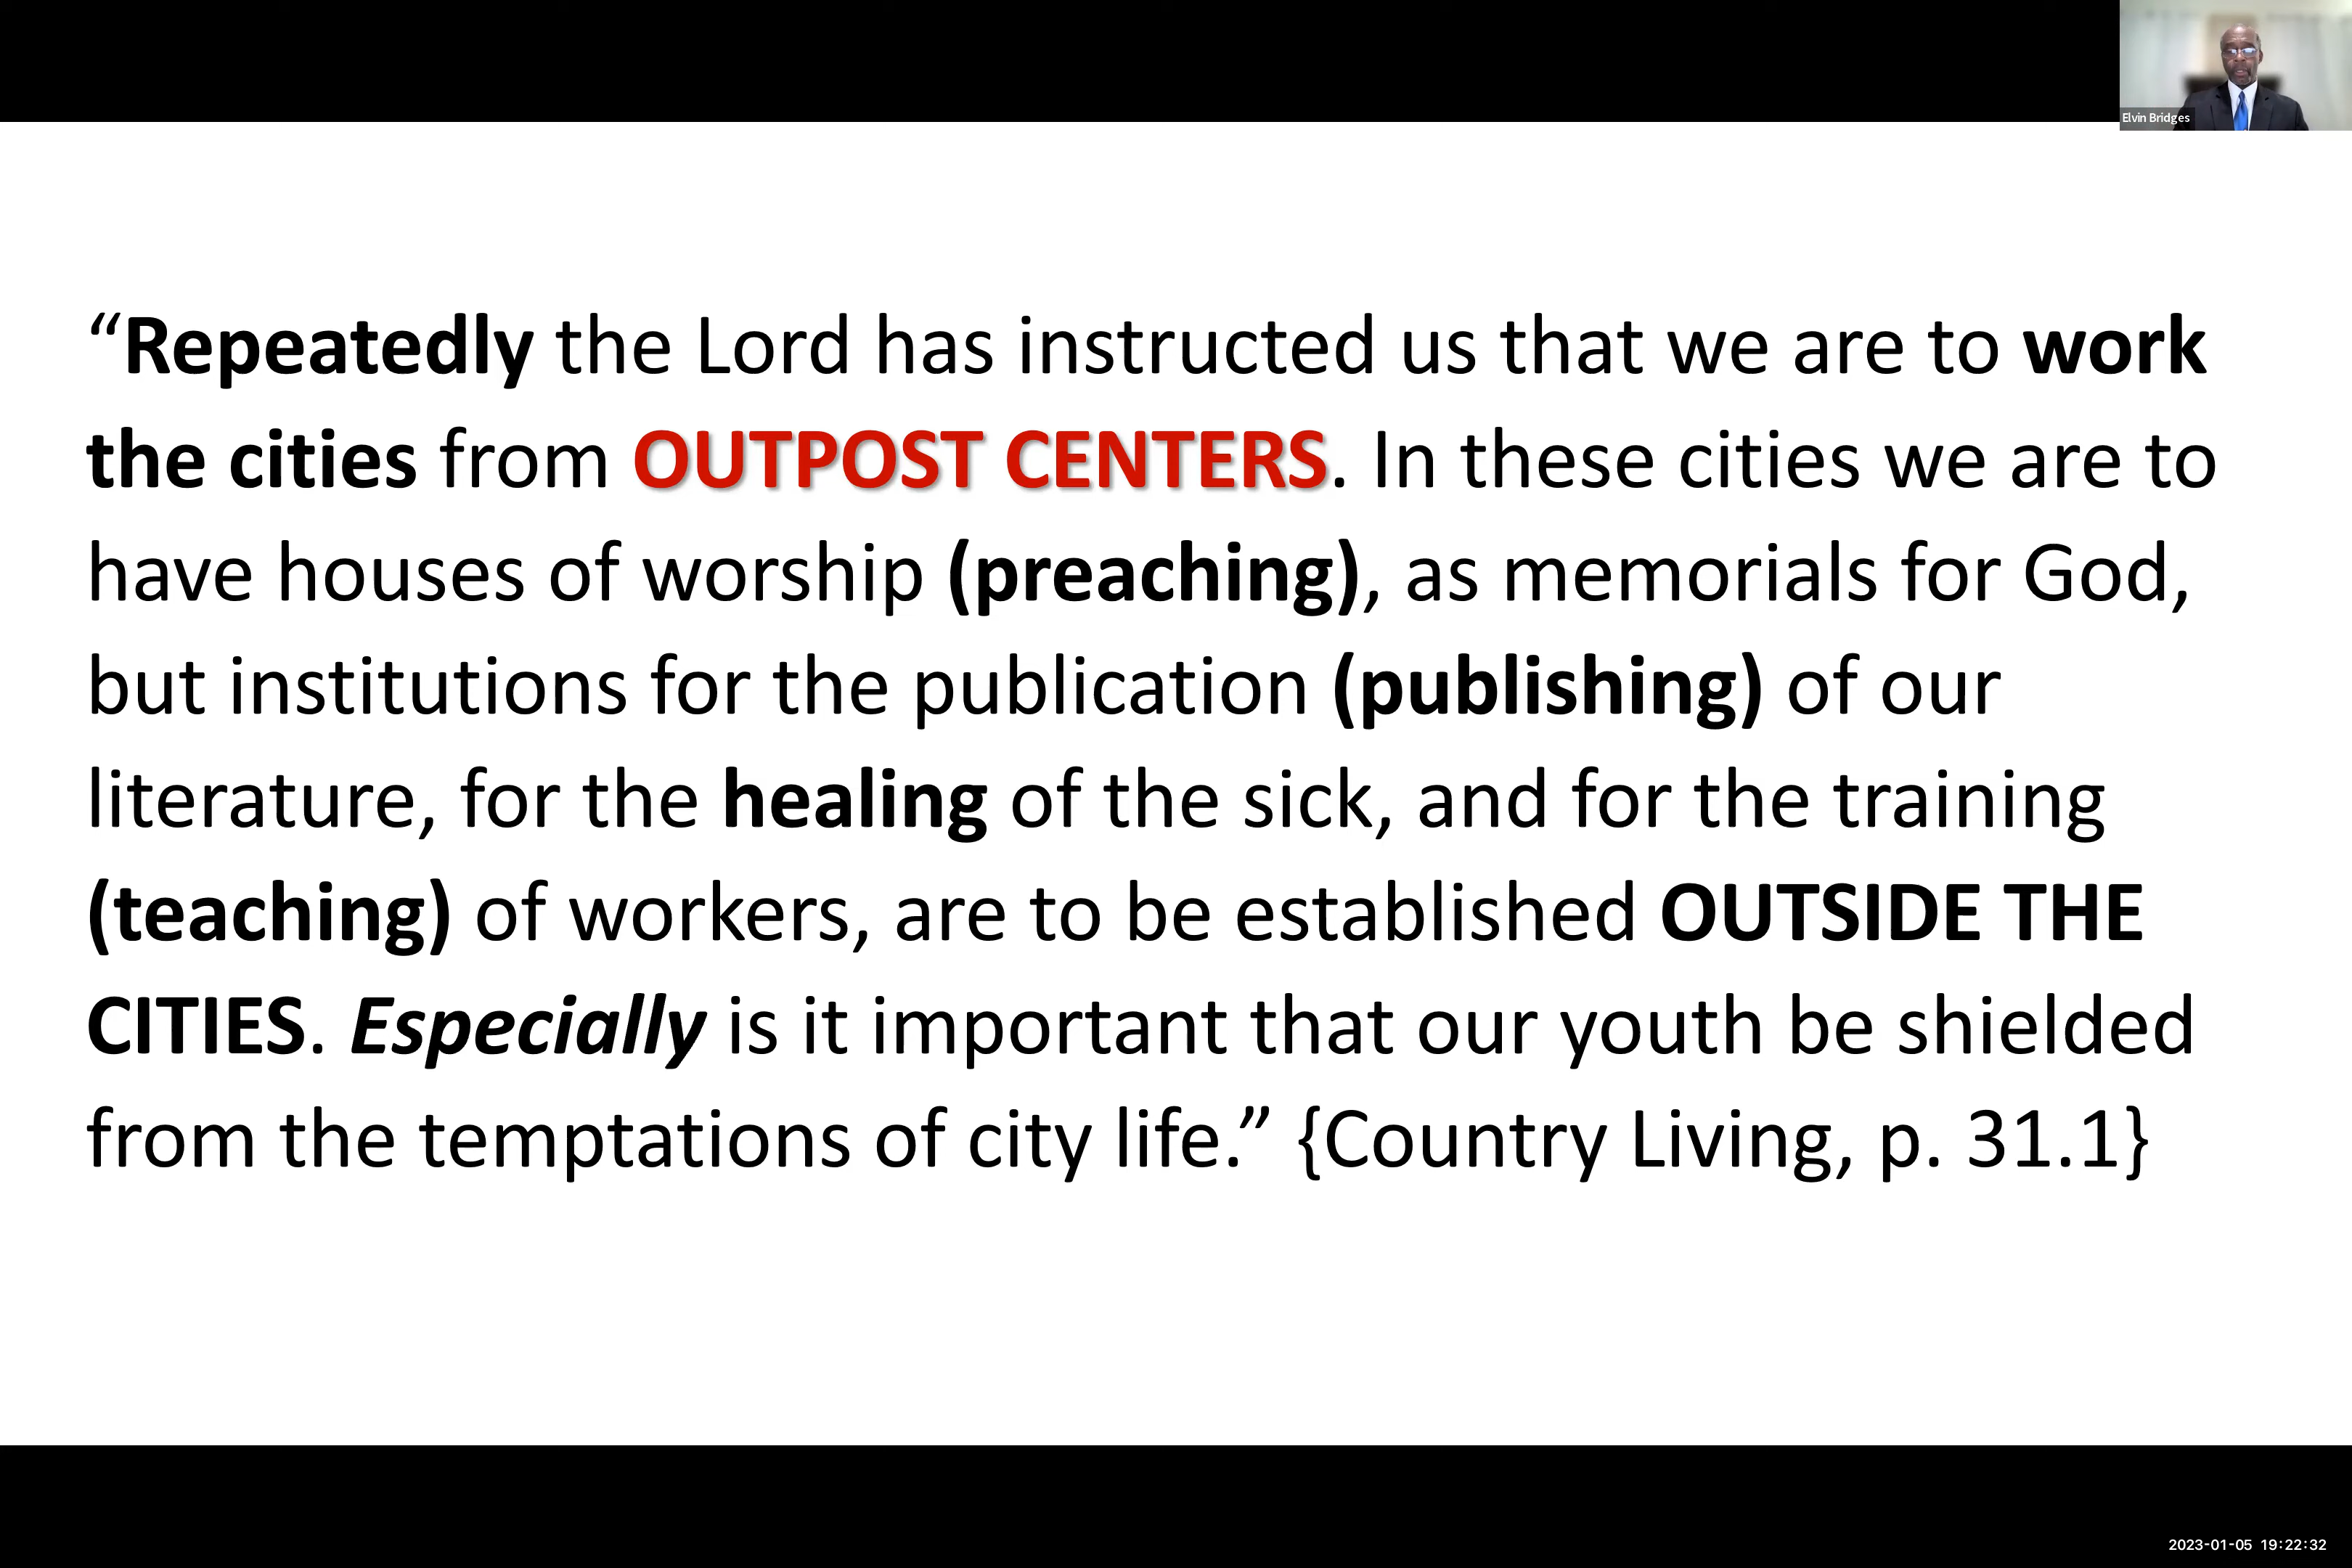 Elvin Bridges
“Repeatedly the Lord has instructed us that we are to work
the cities from OUTPOST CENTERS. In these cities we are to
have houses of worship (preaching), as memorials for God,
but institutions for the publication (publishing) of our
literature, for the healing of the sick, and for the training
(teaching) of workers, are to be established OUTSIDE THE
CITIES. Especially is it important that our youth be shielded
from the temptations of city life.” {Country Living, p. 31.1}
2023-01-05 19:22:32